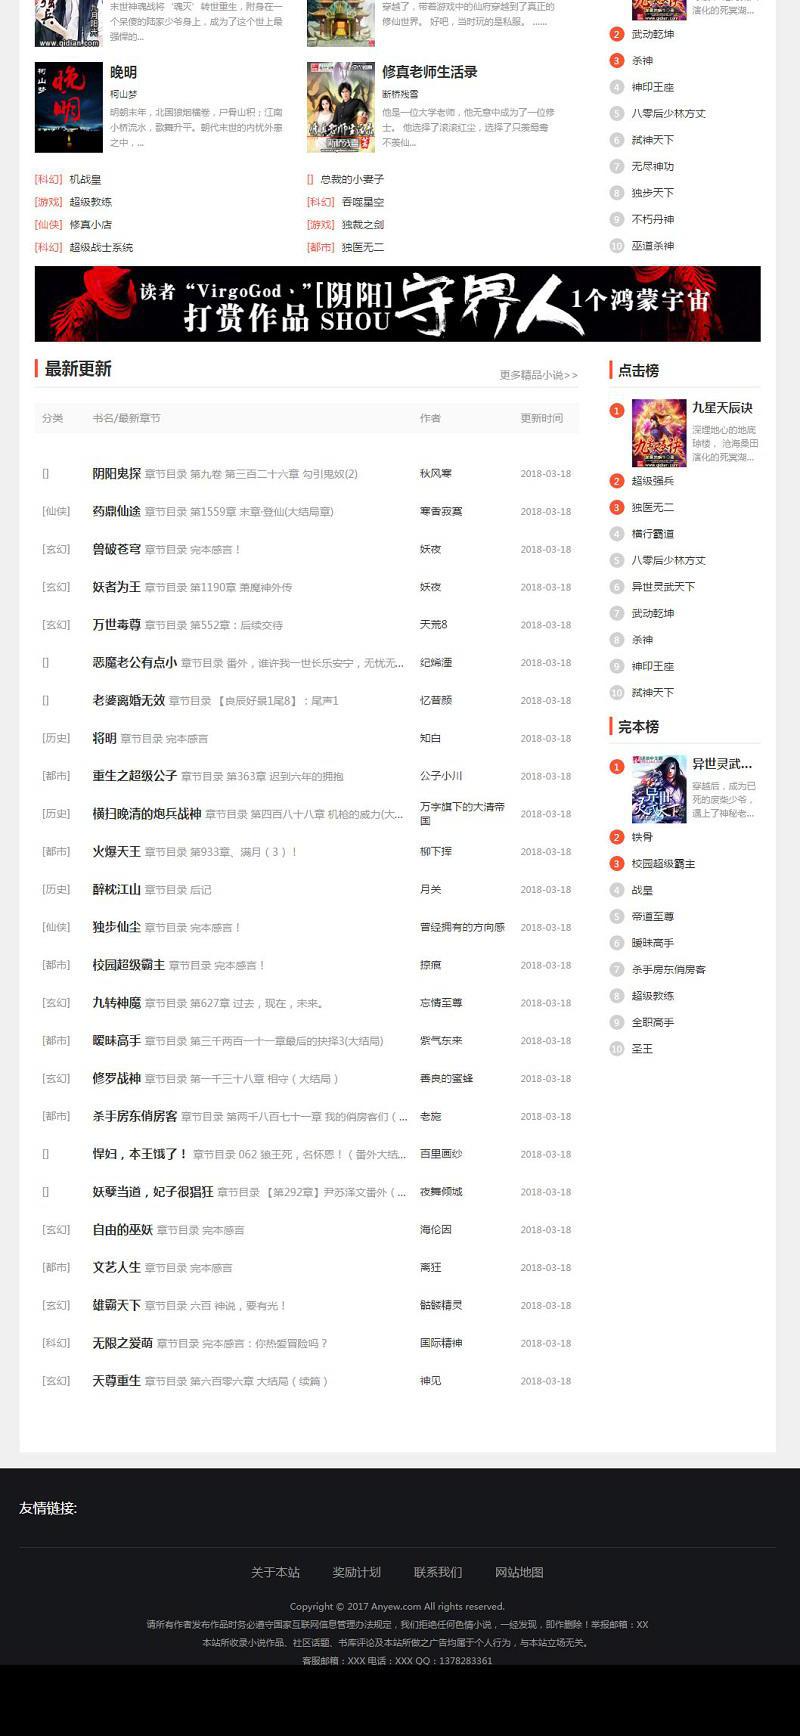 末世神魂战将‘魂灭’转世重生，附身在一
个呆傻的陆家少爷身上，成为了这个世上最
强悍的...
www.qidian.com
穿越了，带着游戏中的仙府穿越到了真正的
修仙世界。 好吧，当时玩的是私服。 ......
晚明
柯山梦
明朝末年，北国狼烟横卷，尸骨山积；江南
小桥流水，歌舞升平。朝代末世的内忧外患
之中，...
修真老师生活录
断桥残雪
他是一位大学老师，他无意中成为了一位修
士。 他选择了滚滚红尘，选择了只羡鸳鸯
不羡仙...
[科幻] 机战皇
[] 总裁的小妻子
[游戏] 超级教练
[科幻] 吞噬星空
[仙侠] 修真小店
[游戏] 独裁之剑
[科幻] 超级战士系统
[都市] 独医无二
演化的死冥湖...
2 武动乾坤
3 杀神
4 神印王座
5 八零后少林方丈
6 弑神天下
7 无尽神功
8 独步天下
9 不朽丹神
10 巫道杀神
读者“VirgoGod、”[阴阳]守界人1个鸿蒙宇宙
打赏作品 SHOU
最新更新
更多精品小说>>
分类 书名/最新章节 作者 更新时间
[] 阴阳鬼探 章节目录 第九卷 第三百二十六章 勾引鬼奴(2) 秋风寒 2018-03-18
[仙侠] 药鼎仙途 章节目录 第1559章 末章·登仙(大结局章) 寒香寂寞 2018-03-18
[玄幻] 兽破苍穹 章节目录 完本感言！ 妖夜 2018-03-18
[玄幻] 妖者为王 章节目录 第1190章 萧魔神外传 妖夜 2018-03-18
[玄幻] 万世毒尊 章节目录 第552章：后续交待 天荒8 2018-03-18
[] 恶魔老公有点小 章节目录 番外，谁许我一世长乐安宁，无忧无... 纪烯湮 2018-03-18
[] 老婆离婚无效 章节目录 【良辰好景1尾8】：尾声1 忆昔颜 2018-03-18
[历史] 将明 章节目录 完本感言 知白 2018-03-18
[都市] 重生之超级公子 章节目录 第363章 迟到六年的拥抱 公子小川 2018-03-18
[历史] 横扫晚清的炮兵战神 章节目录 第四百八十八章 机枪的威力(大... 万字旗下的大清帝国 2018-03-18
[都市] 火爆天王 章节目录 第933章、满月（3）！ 柳下挥 2018-03-18
[历史] 醉枕江山 章节目录 后记 月关 2018-03-18
[仙侠] 独步仙尘 章节目录 完本感言！ 曾经拥有的方向感 2018-03-18
[都市] 校园超级霸主 章节目录 完本感言！ 掠痕 2018-03-18
[玄幻] 九转神魔 章节目录 第627章 过去，现在，未来。 忘情至尊 2018-03-18
[都市] 暧昧高手 章节目录 第三千两百一十一章最后的抉择3(大结局) 紫气东来 2018-03-18
[玄幻] 修罗战神 章节目录 第一千三十八章 相守（大结局） 善良的蜜蜂 2018-03-18
[都市] 杀手房东俏房客 章节目录 第两千八百七十一章 我的俏房客们（... 老施 2018-03-18
[] 悍妇，本王饿了！ 章节目录 062 狼王死，名怀恩！（番外大结... 百里画纱 2018-03-18
[] 妖孽当道，妃子很猖狂 章节目录 【第292章】尹苏泽文番外（... 夜舞倾城 2018-03-18
[玄幻] 自由的巫妖 章节目录 完本感言 海伦因 2018-03-18
[都市] 文艺人生 章节目录 完本感言 离狂 2018-03-18
[玄幻] 雄霸天下 章节目录 六百 神说，要有光！ 骷髅精灵 2018-03-18
[科幻] 无限之爱萌 章节目录 完本感言：你热爱冒险吗？ 国际精神 2018-03-18
[玄幻] 天尊重生 章节目录 第六百零六章 大结局（续篇） 神见 2018-03-18
点击榜
1 九星天辰诀
深埋地心的地底
琼楼， 沧海桑田
演化的死冥湖...
2 超级强兵
3 独医无二
4 横行霸道
5 八零后少林方丈
6 异世灵武天下
7 武动乾坤
8 杀神
9 神印王座
10 弑神天下
完本榜
1 异世灵武...
穿越后，成为已
死的废柴少爷，
遇上了神秘老...
2 铁骨
3 校园超级霸主
4 战皇
5 帝道至尊
6 暧昧高手
7 杀手房东俏房客
8 超级教练
9 全职高手
10 圣王
友情链接:
关于本站 奖励计划 联系我们 网站地图
Copyright © 2017 Anyew.com All rights reserved.
请所有作者发布作品时务必遵守国家互联网信息管理办法规定，我们拒绝任何色情小说，一经发现，即作删除！举报邮箱：XX
本站所收录小说作品、社区话题、书库评论及本站所做之广告均属于个人行为，与本站立场无关。
客服邮箱：XXX 电话：XXX QQ：1378283361